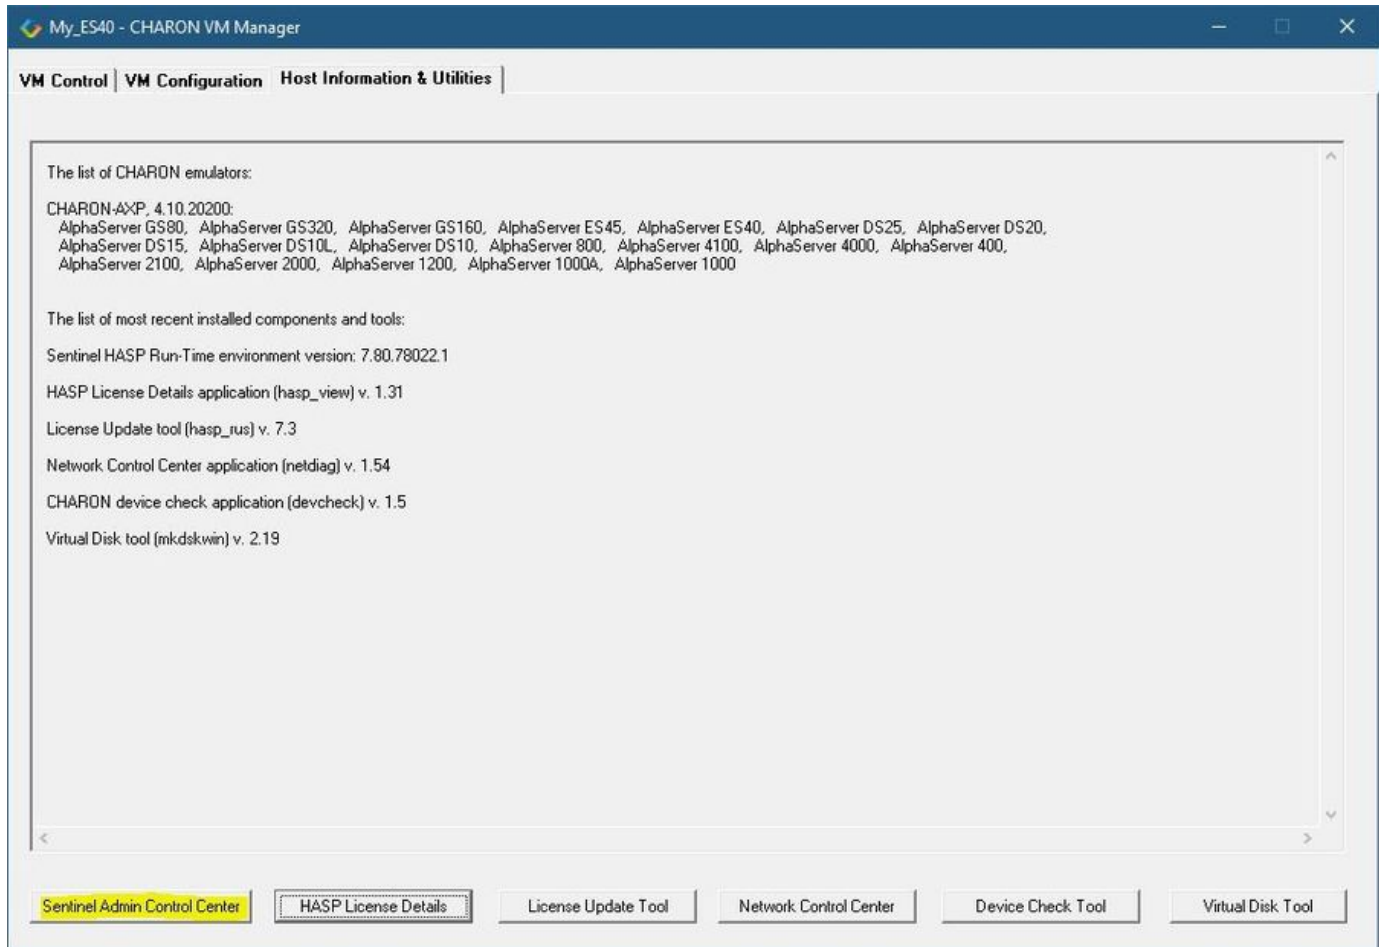 My_ES40 - CHARON VM Manager
VM Control VM Configuration Host Information & Utilities
The list of CHARON emulators:
CHARON-AXP, 4.10.20200:
AlphaServer GS80, AlphaServer GS320, AlphaServer GS160, AlphaServer ES45, AlphaServer ES40, AlphaServer DS25, AlphaServer DS20,
AlphaServer DS15, AlphaServer DS10L, AlphaServer DS10, AlphaServer 800, AlphaServer 4100, AlphaServer 4000, AlphaServer 400,
AlphaServer 2100, AlphaServer 2000, AlphaServer 1200, AlphaServer 1000A, AlphaServer 1000
The list of most recent installed components and tools:
Sentinel HASP Run-Time environment version: 7.80.78022.1
HASP License Details application (hasp_view) v. 1.31
License Update tool (hasp_rus) v. 7.3
Network Control Center application (netdiag) v. 1.54
CHARON device check application (devcheck) v. 1.5
Virtual Disk tool (mkdskwin) v. 2.19
Sentinel Admin Control Center HASP License Details License Update Tool Network Control Center Device Check Tool Virtual Disk Tool